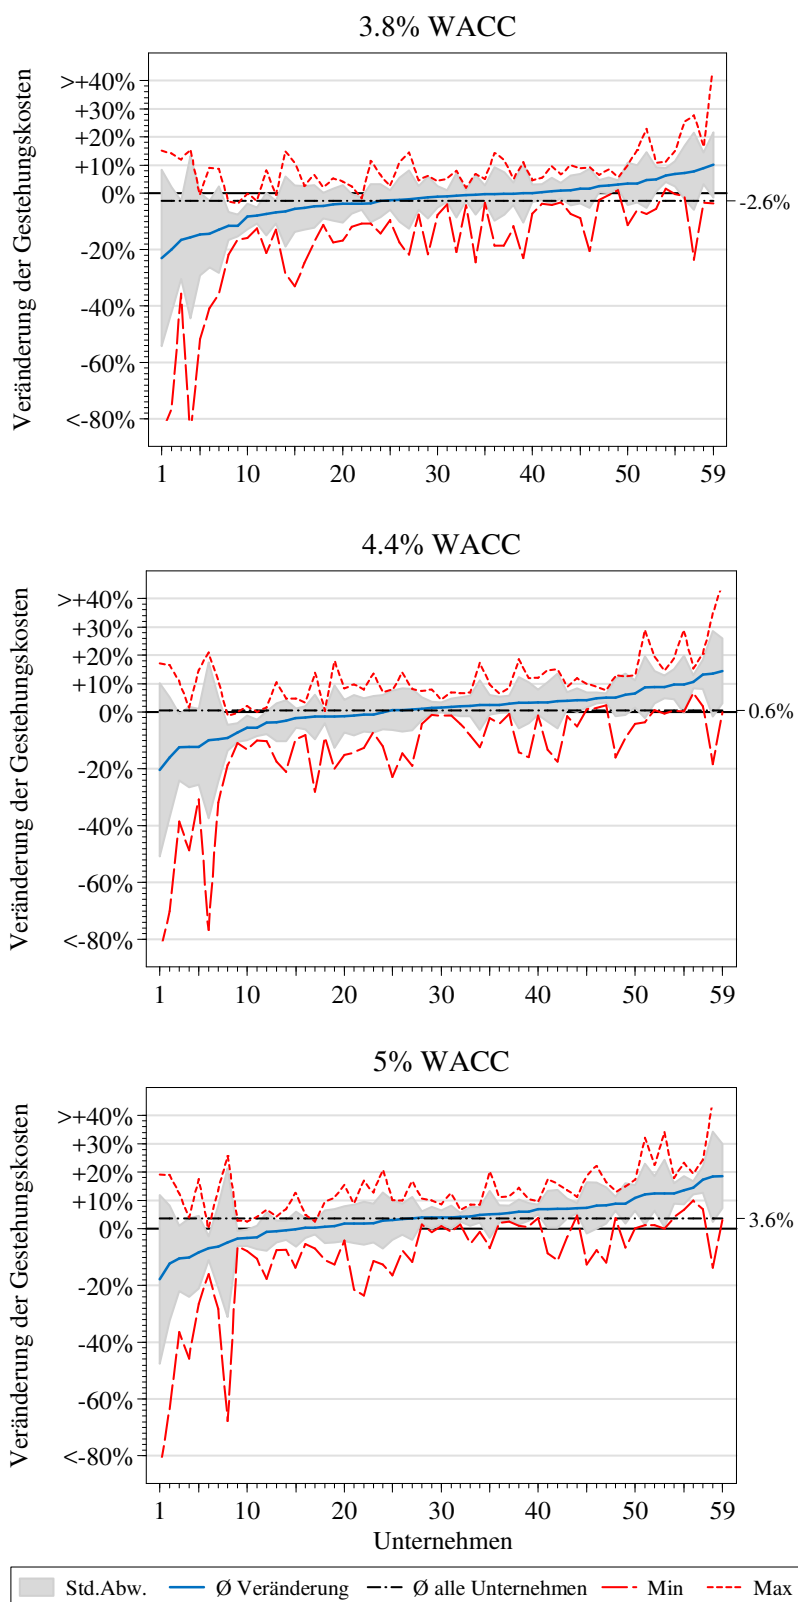 3.8% WACC
Veränderung der Gestehungskosten
>+40%
+30%
+20%
+10%
0%
-20%
-40%
-60%
<-80%
-2.6%
1 10 20 30 40 50 59
4.4% WACC
Veränderung der Gestehungskosten
>+40%
+30%
+20%
+10%
0%
-20%
-40%
-60%
<-80%
0.6%
1 10 20 30 40 50 59
5% WACC
Veränderung der Gestehungskosten
>+40%
+30%
+20%
+10%
0%
-20%
-40%
-60%
<-80%
3.6%
1 10 20 30 40 50 59
Unternehmen
Std.Abw. Ø Veränderung Ø alle Unternehmen Min Max